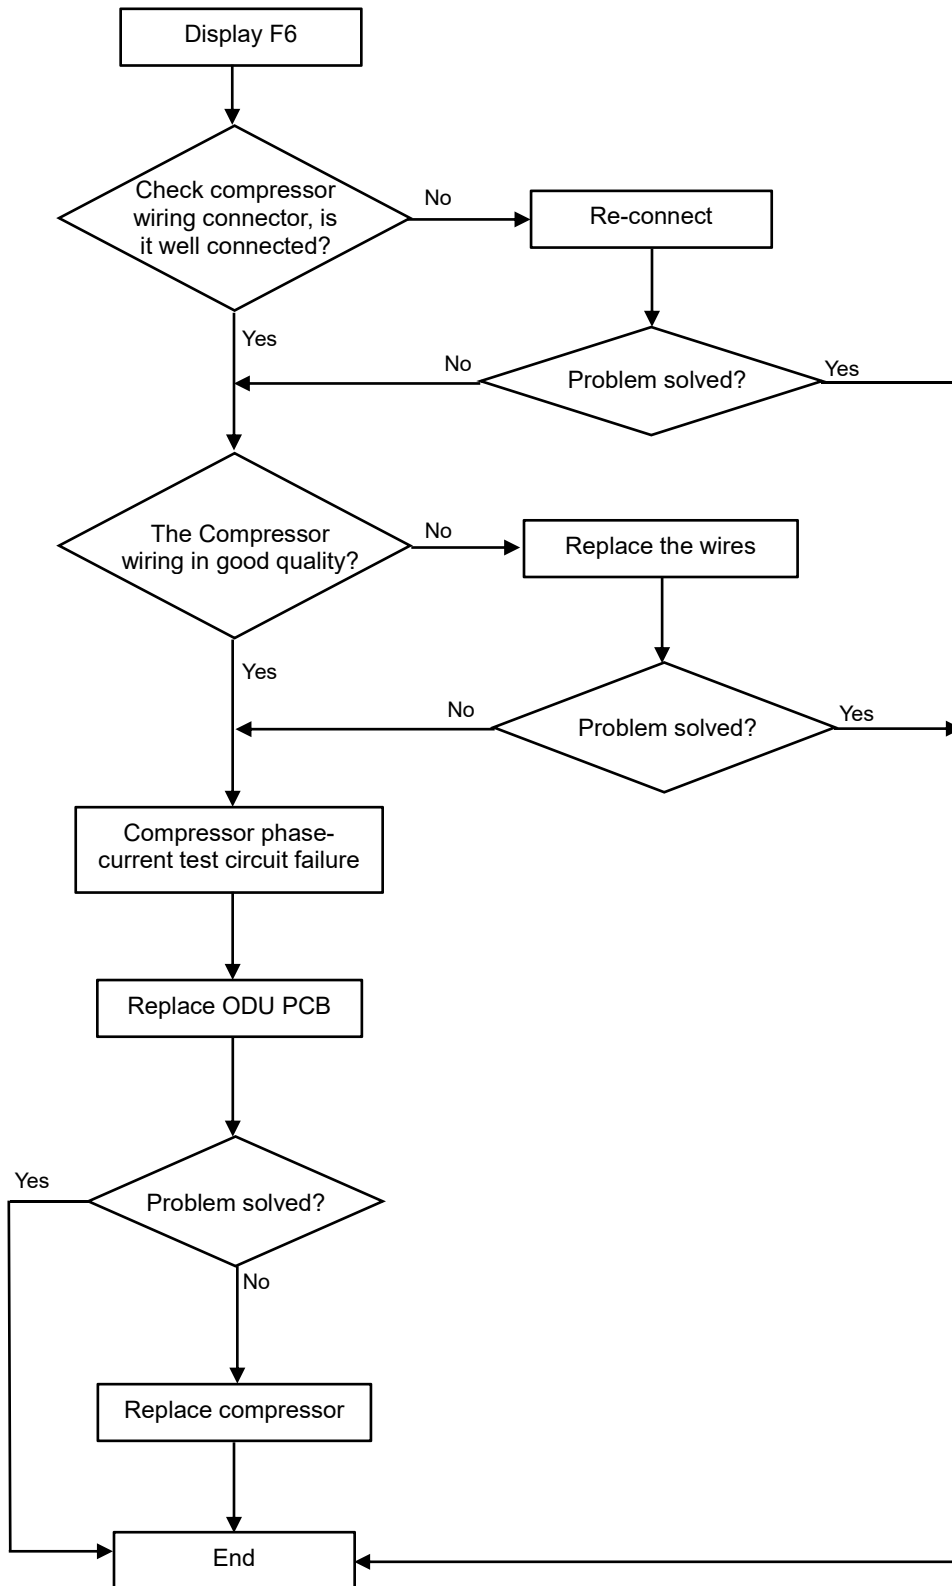 Display F6
Check compressor
wiring connector, is
it well connected?
No
Re-connect
Yes
No
Problem solved?
Yes
The Compressor
wiring in good quality?
No
Replace the wires
Yes
No
Problem solved?
Yes
Compressor phase-
current test circuit failure
Replace ODU PCB
Yes
Problem solved?
No
Replace compressor
End